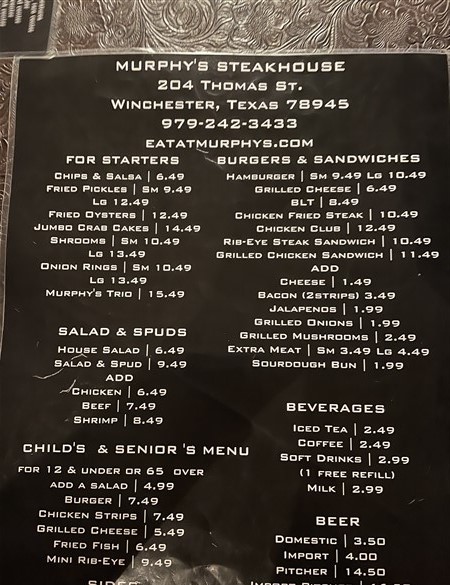 MURPHY'S STEAKHOUSE
204 THOMAS ST.
WINCHESTER, TEXAS 78945
979-242-3433
EATATMURPHYS.COM
FOR STARTERS
CHIPS & SALSA | 6.49
FRIED PICKLES | SM 9.49
LG 12.49
FRIED OYSTERS | 12.49
JUMBO CRAB CAKES | 14.49
SHROOMS | SM 10.49
LG 13.49
ONION RINGS | SM 10.49
LG 13.49
MURPHY'S TRIO | 15.49
SALAD & SPUDS
HOUSE SALAD | 6.49
SALAD & SPUD | 9.49
ADD
CHICKEN | 6.49
BEEF | 7.49
SHRIMP | 8.49
CHILD'S & SENIOR 'S MENU
FOR 12 & UNDER OR 65 OVER
ADD A SALAD | 4.99
BURGER | 7.49
CHICKEN STRIPS | 7.49
GRILLED CHEESE | 5.49
FRIED FISH | 6.49
MINI RIB-EYE | 9.49
BURGERS & SANDWICHES
HAMBURGER | SM 9.49 LG 10.49
GRILLED CHEESE | 6.49
BLT | 8.49
CHICKEN FRIED STEAK | 10.49
CHICKEN CLUB | 12.49
RIB-EYE STEAK SANDWICH | 10.49
GRILLED CHICKEN SANDWICH | 11.49
ADD
CHEESE | 1.49
BACON (2STRIPS) 3.49
JALAPENOS | 1.99
GRILLED ONIONS | 1.99
GRILLED MUSHROOMS | 2.49
EXTRA MEAT | SM 3.49 LG 4.49
SOURDOUGH BUN | 1.99
BEVERAGES
ICED TEA | 2.49
COFFEE | 2.49
SOFT DRINKS | 2.99
(1 FREE REFILL)
MILK | 2.99
BEER
DOMESTIC | 3.50
IMPORT | 4.00
PITCHER | 14.50